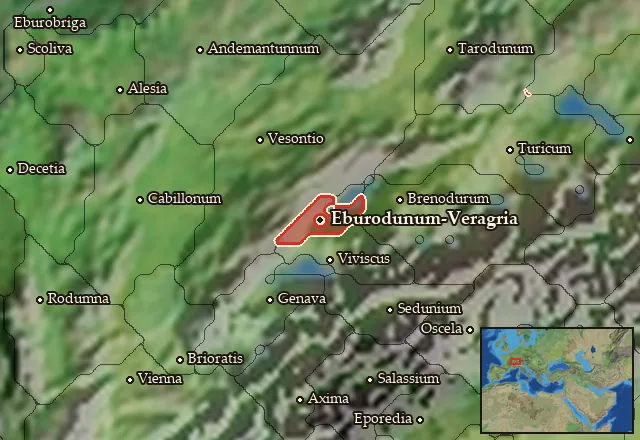 Eburobriga
Scoliva
Andemantunnum
Tarodunum
Alesia
Vesontio
Turicum
Decetia
Cabillonum
Brenodurum
Eburodunum-Veragria
Viviscus
Rodumna
Genava
Sedunium
Oscela
Brioratis
Vienna
Salassium
Axima
Eporedia